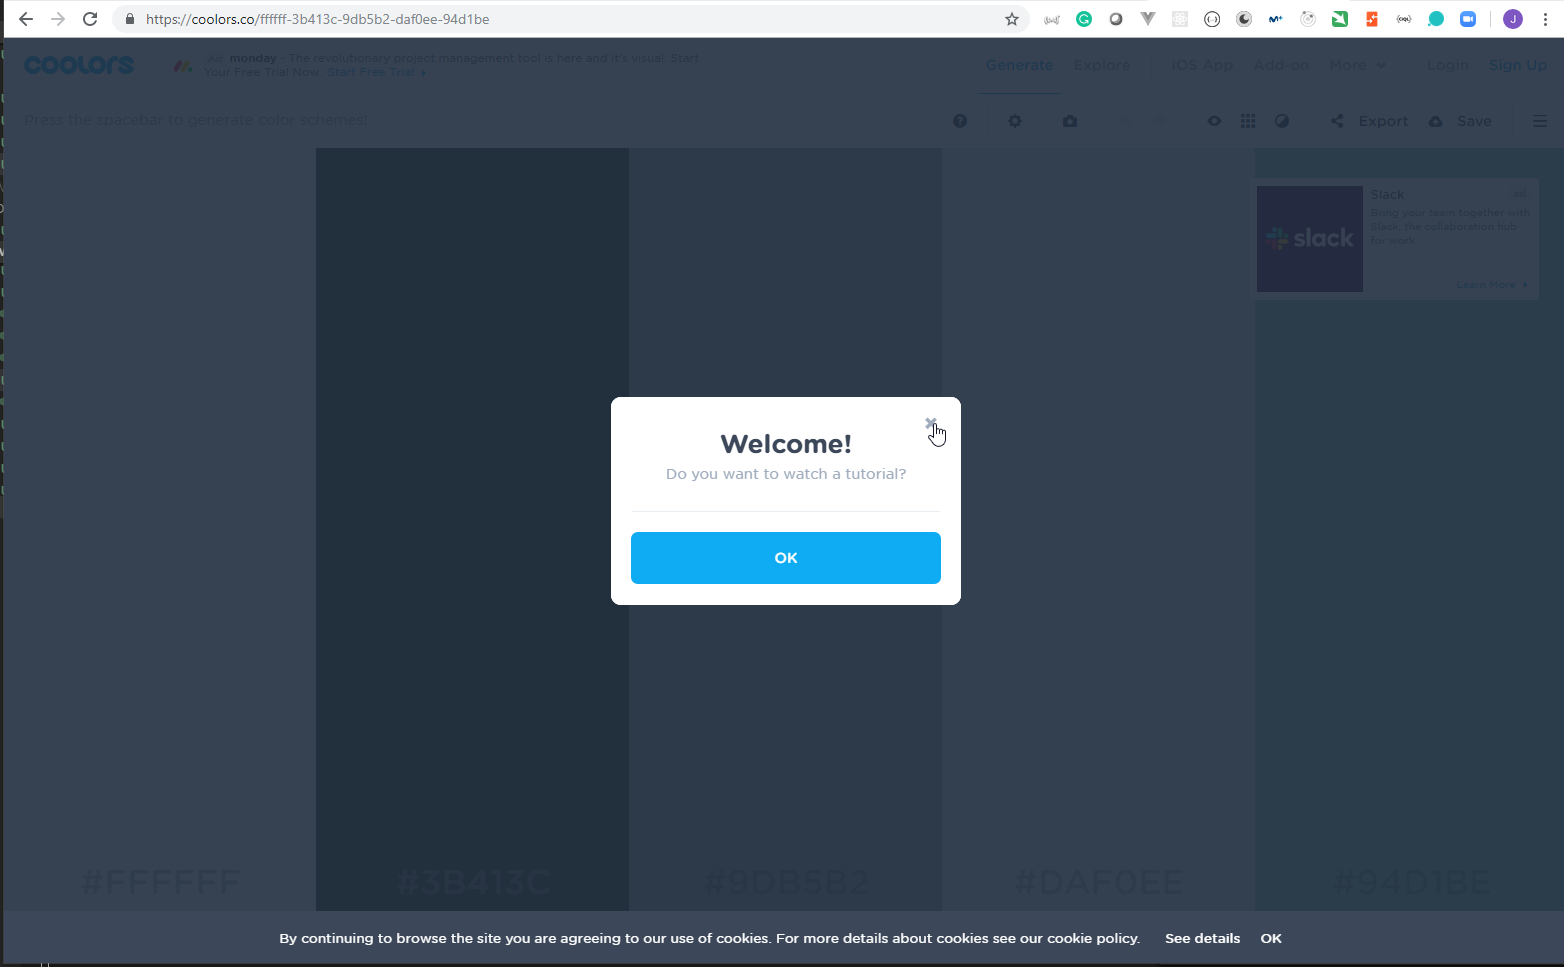 https://coolors.co/ffffff-3b413c-9db5b2-daf0ee-94d1be
J
coolors
monday - The revolutionary project management tool is here and it's visual. Start
Your Free Trial Now. Start Free Trial
Generate Explore iOS App Add-on More Login Sign Up
Press the spacebar to generate color schemes!
Export Save
Slack
ad
slack
Bring your team together with
Slack, the collaboration hub
for work.
Learn More
Welcome!
Do you want to watch a tutorial?
OK
#FFFFFF #3B413C #9DB5B2 #DAF0EE #94D1BE
By continuing to browse the site you are agreeing to our use of cookies. For more details about cookies see our cookie policy. See details OK